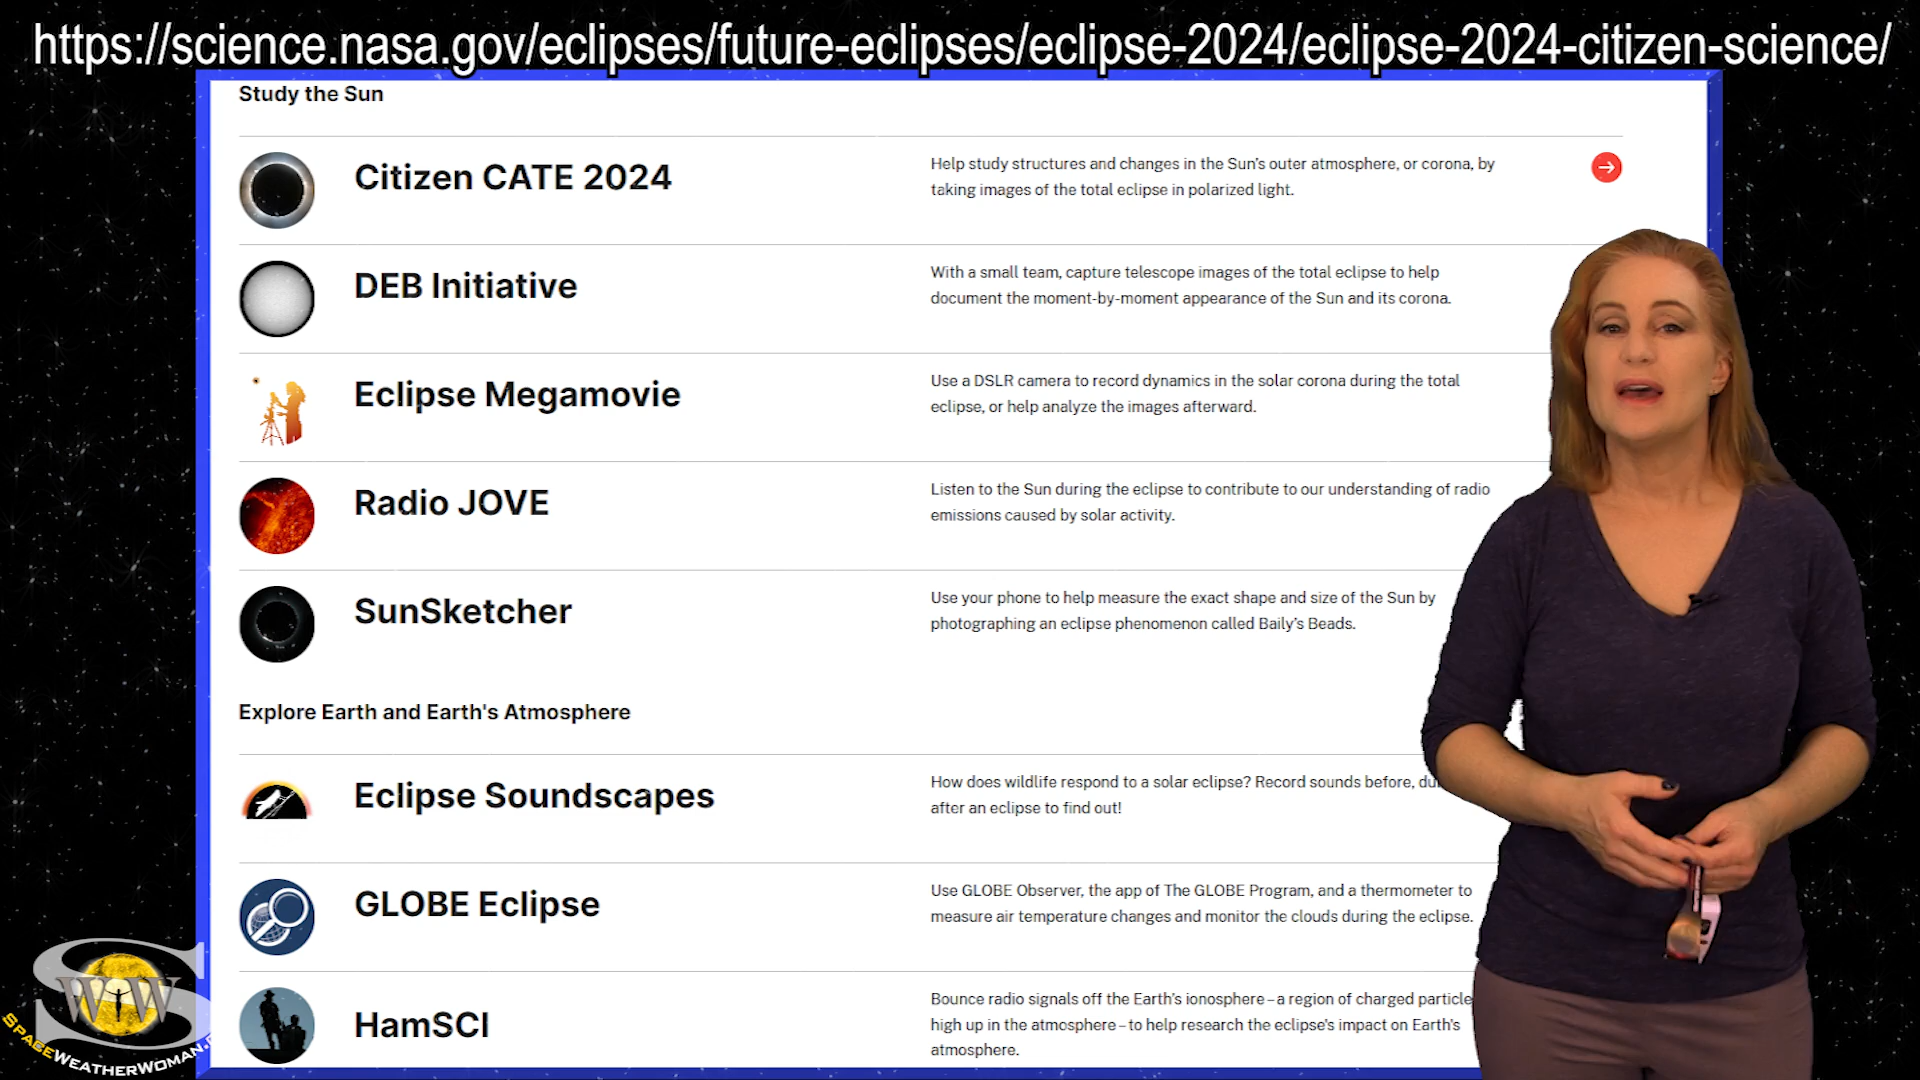 https://science.nasa.gov/eclipses/future-eclipses/eclipse-2024/eclipse-2024-citizen-science/
Study the Sun
Citizen CATE 2024
Help study structures and changes in the Sun's outer atmosphere, or corona, by
taking images of the total eclipse in polarized light.
DEB Initiative
With a small team, capture telescope images of the total eclipse to help
document the moment-by-moment appearance of the Sun and its corona.
Eclipse Megamovie
Use a DSLR camera to record dynamics in the solar corona during the total
eclipse, or help analyze the images afterward.
Radio JOVE
Listen to the Sun during the eclipse to contribute to our understanding of radio
emissions caused by solar activity.
SunSketcher
Use your phone to help measure the exact shape and size of the Sun by
photographing an eclipse phenomenon called Baily's Beads.
Explore Earth and Earth's Atmosphere
Eclipse Soundscapes
How does wildlife respond to a solar eclipse? Record sounds before,
after an eclipse to find out!
GLOBE Eclipse
Use GLOBE Observer, the app of The GLOBE Program, and a thermometer to
measure air temperature changes and monitor the clouds during the eclipse.
HamSCI
Bounce radio signals off the Earth's ionosphere – a region of charged particle
high up in the atmosphere – to help research the eclipse's impact on Earth's
atmosphere.
S
WW
SPACEWEATHERWOMAN.